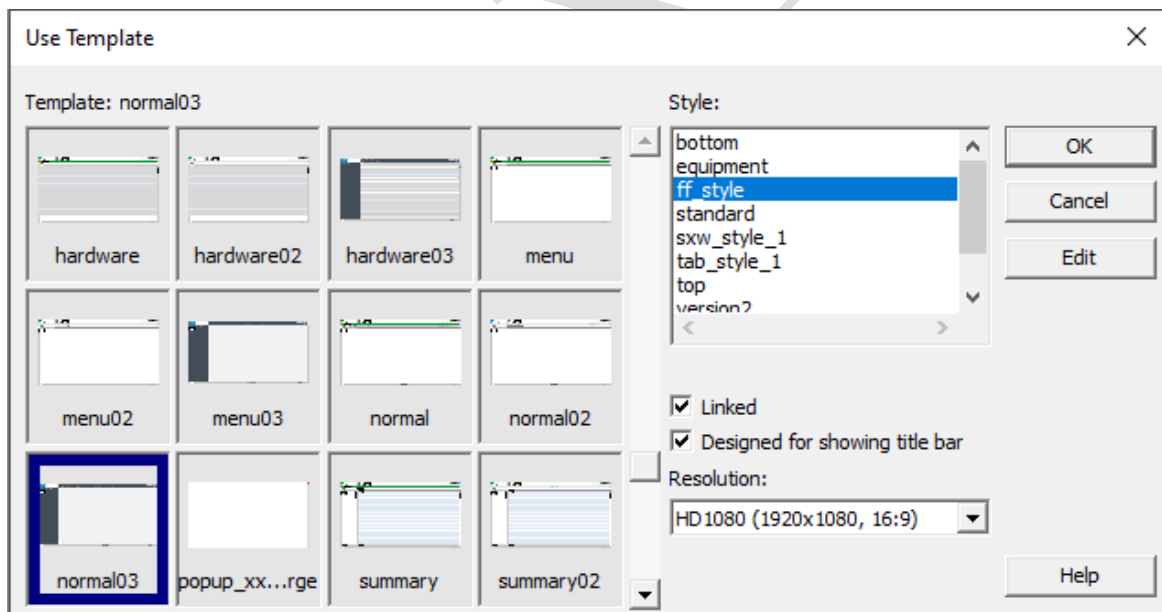 Use Template
Template: normal03
hardware
hardware02
hardware03
menu
menu02
menu03
normal
normal02
normal03
popup_xx...rge
summary
summary02
Style:
bottom
equipment
ff_style
standard
sxw_style_1
tab_style_1
top
version2
Linked
Designed for showing title bar
Resolution:
HD1080 (1920x1080, 16:9)
OK
Cancel
Edit
Help